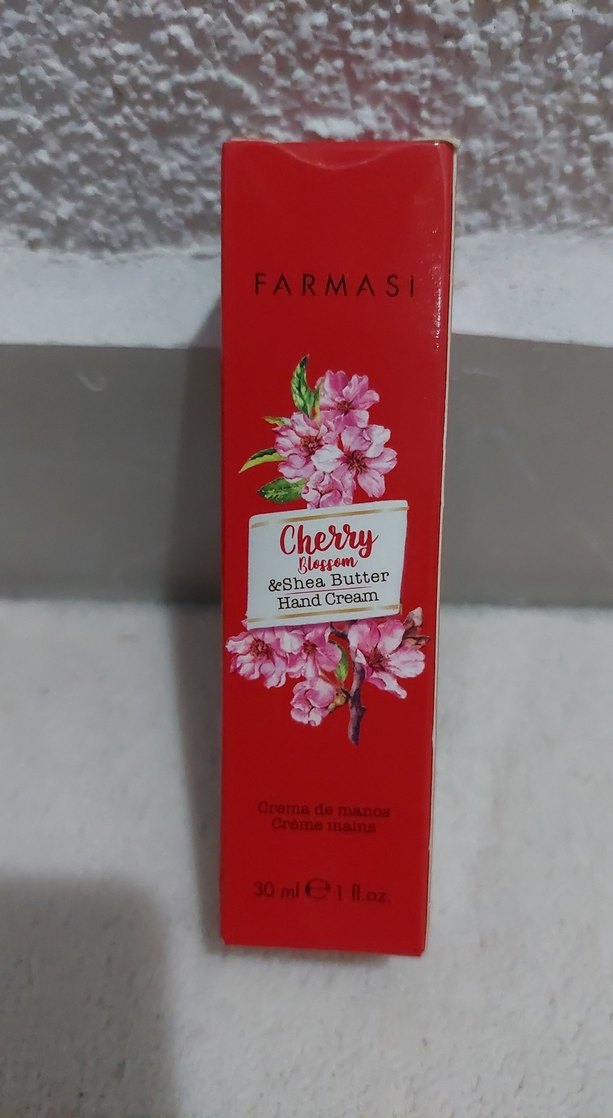 FARMASi
Cherry
Blossom
&Shea Butter
Hand Cream
Crema de manos
Crème mains
30 ml ℮ 1 fl.oz.